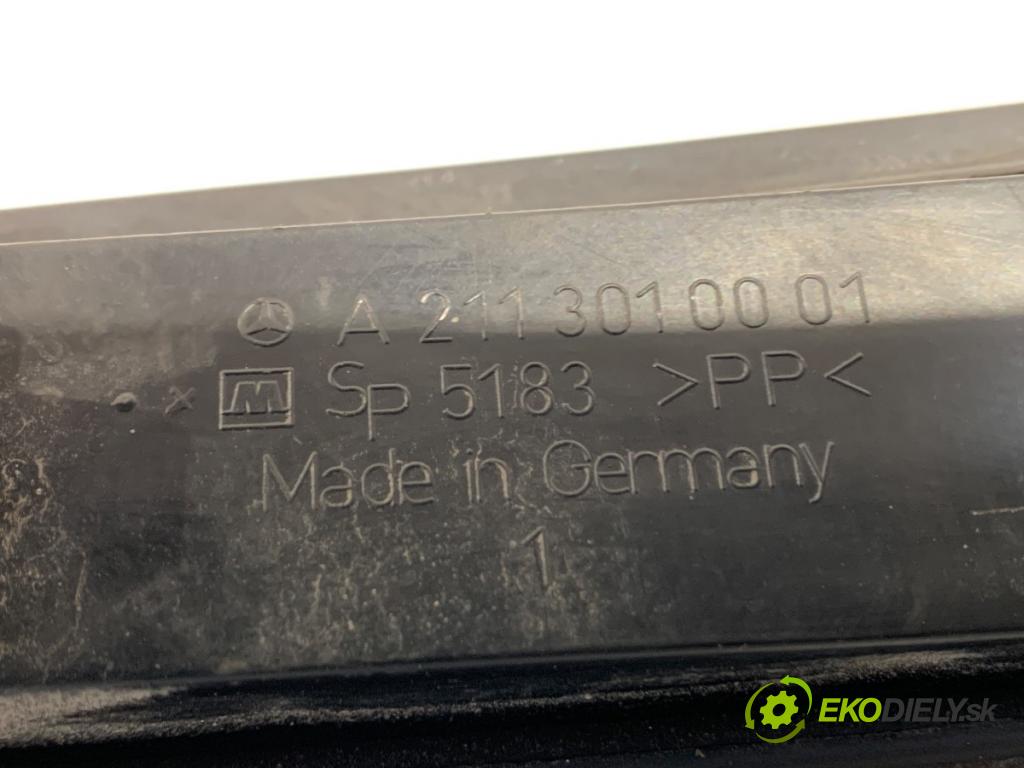 A 211 301 00 01
M Sp 5183 >PP<
Made in Germany
1
EKODIELY.sk